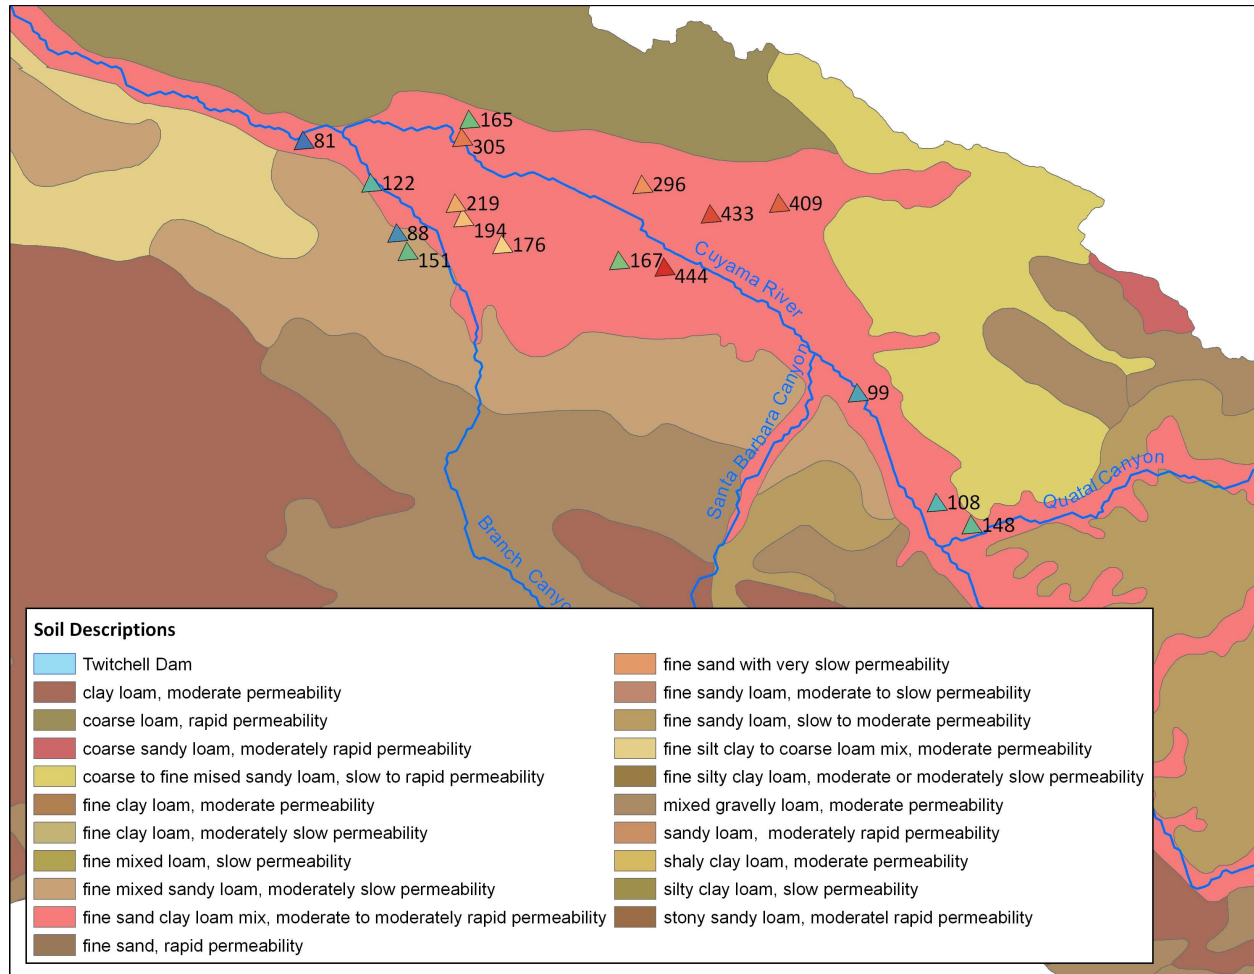 165
305
81
122
296
219
433
409
194
88
176
151
167
444
Cuyama River
Santa Barbara Canyon
99
Quatal Canyon
108
148
Branch Canyo
Soil Descriptions
Twitchell Dam
clay loam, moderate permeability
coarse loam, rapid permeability
coarse sandy loam, moderately rapid permeability
coarse to fine mised sandy loam, slow to rapid permeability
fine clay loam, moderate permeability
fine clay loam, moderately slow permeability
fine mixed loam, slow permeability
fine mixed sandy loam, moderately slow permeability
fine sand clay loam mix, moderate to moderately rapid permeability
fine sand, rapid permeability
fine sand with very slow permeability
fine sandy loam, moderate to slow permeability
fine sandy loam, slow to moderate permeability
fine silt clay to coarse loam mix, moderate permeability
fine silty clay loam, moderate or moderately slow permeability
mixed gravelly loam, moderate permeability
sandy loam, moderately rapid permeability
shaly clay loam, moderate permeability
silty clay loam, slow permeability
stony sandy loam, moderatel rapid permeability